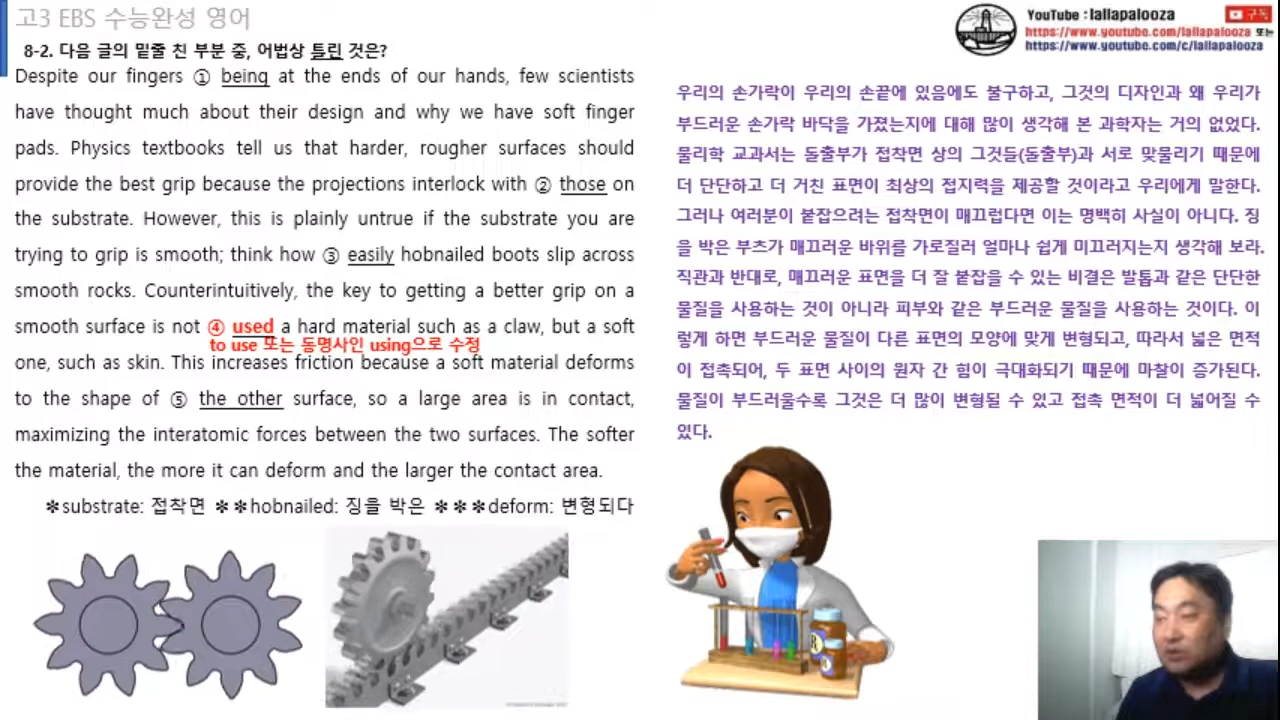 고3 EBS 수능완성 영어
YouTube : lallapalooza
구독
https://www.youtube.com/lallapalooza 또는
https://www.youtube.com/c/lallapalooza
8-2. 다음 글의 밑줄 친 부분 중, 어법상 틀린 것은?
Despite our fingers ① being at the ends of our hands, few scientists
have thought much about their design and why we have soft finger
pads. Physics textbooks tell us that harder, rougher surfaces should
provide the best grip because the projections interlock with ② those on
the substrate. However, this is plainly untrue if the substrate you are
trying to grip is smooth; think how ③ easily hobnailed boots slip across
smooth rocks. Counterintuitively, the key to getting a better grip on a
smooth surface is not ④ used a hard material such as a claw, but a soft
to use 또는 동명사인 using으로 수정
one, such as skin. This increases friction because a soft material deforms
to the shape of ⑤ the other surface, so a large area is in contact,
maximizing the interatomic forces between the two surfaces. The softer
the material, the more it can deform and the larger the contact area.
✻substrate: 접착면 ✻✻hobnailed: 징을 박은 ✻✻✻deform: 변형되다
우리의 손가락이 우리의 손끝에 있음에도 불구하고, 그것의 디자인과 왜 우리가
부드러운 손가락 바닥을 가졌는지에 대해 많이 생각해 본 과학자는 거의 없었다.
물리학 교과서는 돌출부가 접착면 상의 그것들(돌출부)과 서로 맞물리기 때문에
더 단단하고 더 거친 표면이 최상의 접지력을 제공할 것이라고 우리에게 말한다.
그러나 여러분이 붙잡으려는 접착면이 매끄럽다면 이는 명백히 사실이 아니다. 징
을 박은 부츠가 매끄러운 바위를 가로질러 얼마나 쉽게 미끄러지는지 생각해 보라.
직관과 반대로, 매끄러운 표면을 더 잘 붙잡을 수 있는 비결은 발톱과 같은 단단한
물질을 사용하는 것이 아니라 피부와 같은 부드러운 물질을 사용하는 것이다. 이
렇게 하면 부드러운 물질이 다른 표면의 모양에 맞게 변형되고, 따라서 넓은 면적
이 접촉되어, 두 표면 사이의 원자 간 힘이 극대화되기 때문에 마찰이 증가된다.
물질이 부드러울수록 그것은 더 많이 변형될 수 있고 접촉 면적이 더 넓어질 수
있다.